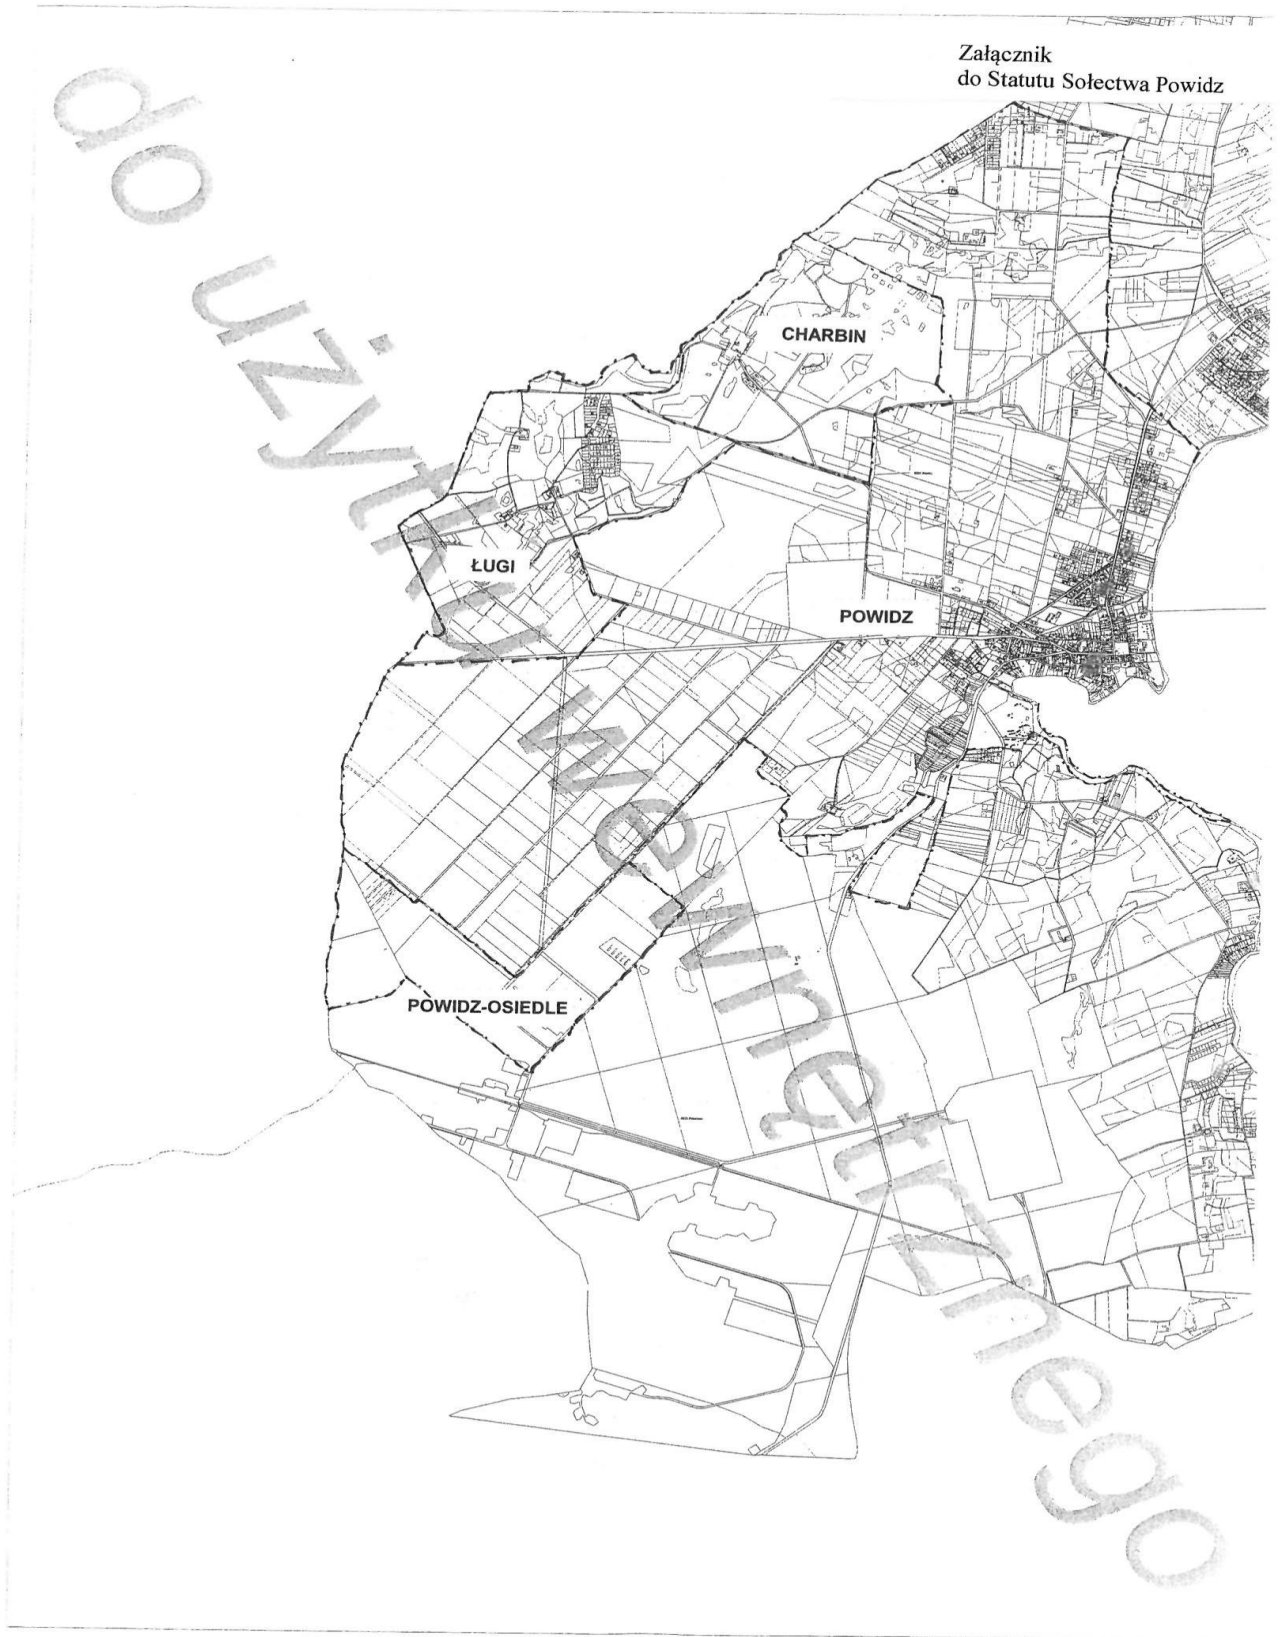 Załącznik
do Statutu Sołectwa Powidz
CHARBIN
ŁUGI
POWIDZ
POWIDZ-OSIEDLE
do użytku wewnętrznego